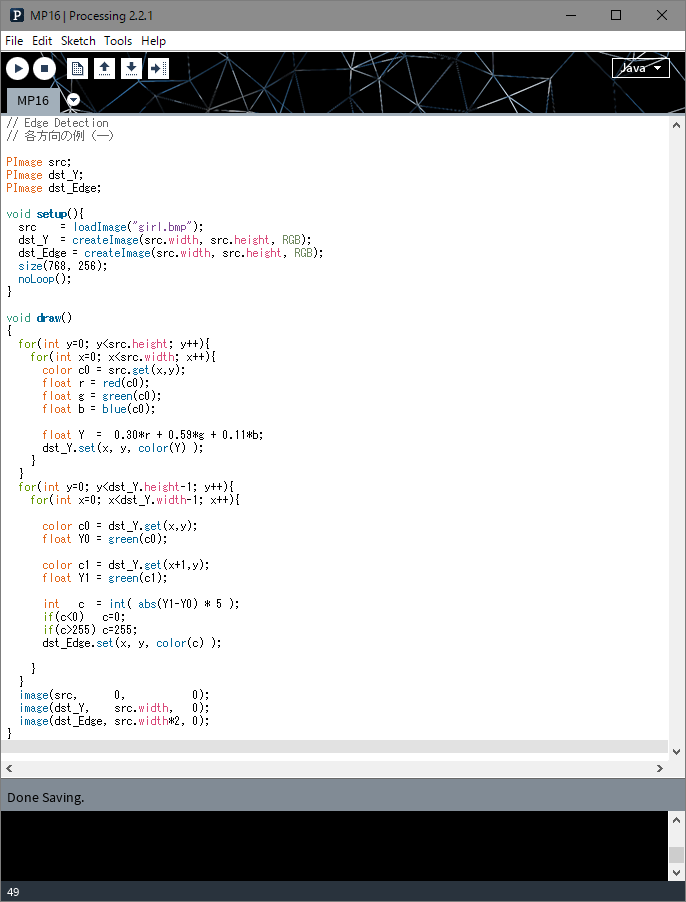 MP16 | Processing 2.2.1
File Edit Sketch Tools Help
Java
MP16
// Edge Detection
// 各方向の例 (一)
PImage src;
PImage dst_Y;
PImage dst_Edge;
void setup(){
  src    = loadImage("girl.bmp");
  dst_Y  = createImage(src.width, src.height, RGB);
  dst_Edge = createImage(src.width, src.height, RGB);
  size(768, 256);
  noLoop();
}
void draw()
{
  for(int y=0; y<src.height; y++){
    for(int x=0; x<src.width; x++){
      color c0 = src.get(x,y);
      float r = red(c0);
      float g = green(c0);
      float b = blue(c0);
      float Y  =  0.30*r + 0.59*g + 0.11*b;
      dst_Y.set(x, y, color(Y) );
    }
  }
  for(int y=0; y<dst_Y.height-1; y++){
    for(int x=0; x<dst_Y.width-1; x++){
      color c0 = dst_Y.get(x,y);
      float Y0 = green(c0);
      color c1 = dst_Y.get(x+1,y);
      float Y1 = green(c1);
      int   c  = int( abs(Y1-Y0) * 5 );
      if(c<0)   c=0;
      if(c>255) c=255;
      dst_Edge.set(x, y, color(c) );
    }
  }
  image(src,      0,           0);
  image(dst_Y,    src.width,   0);
  image(dst_Edge, src.width*2, 0);
}
Done Saving.
49